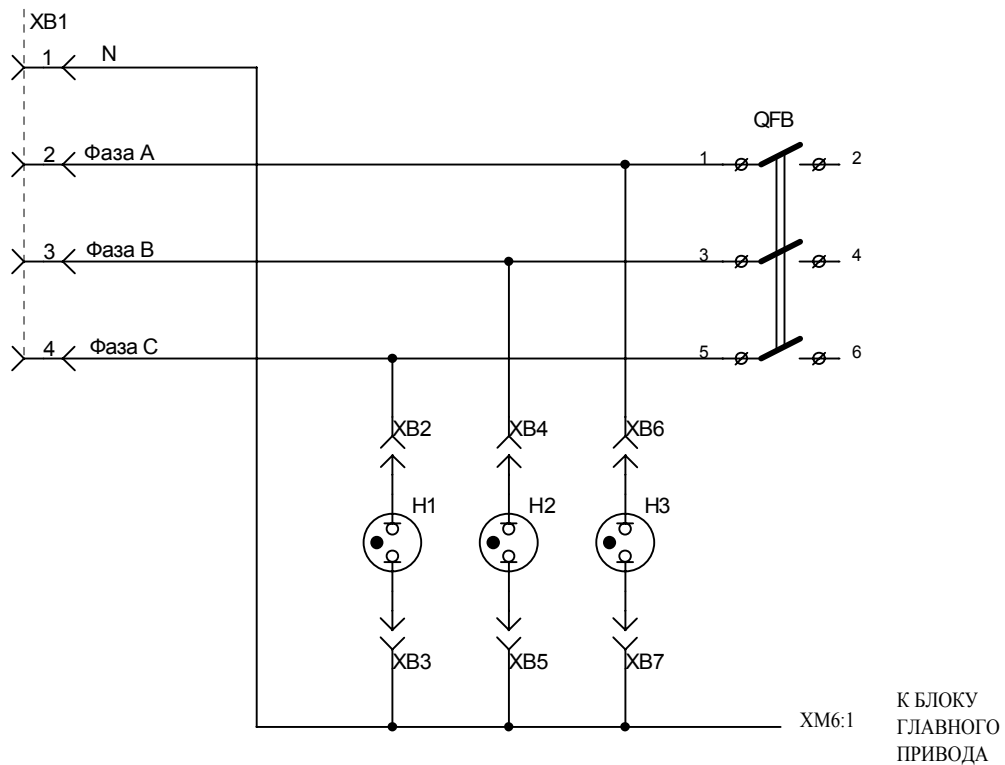 XB1
1 N
QFB
2 Фаза А 1 2
3 Фаза В 3 4
4 Фаза С 5 6
XB2 XB4 XB6
H1 H2 H3
XB3 XB5 XB7
XM6:1
К БЛОКУ
ГЛАВНОГО
ПРИВОДА